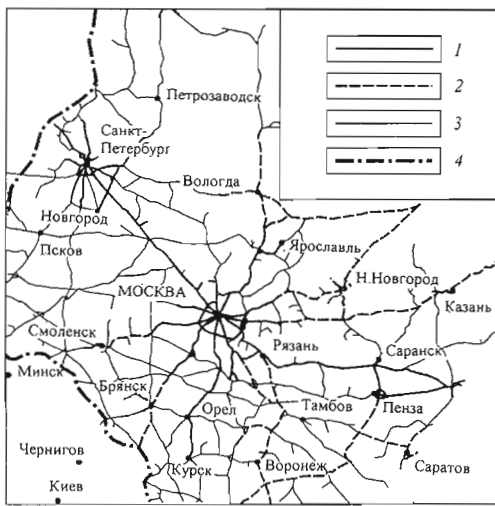 1
2
3
4
Петрозаводск
Санкт-
Петербург
Вологда
Новгород
Псков
Ярославль
МОСКВА
Н.Новгород
Казань
Смоленск
Рязань
Саранск
Минск
Брянск
Орел
Тамбов
Пенза
Чернигов
Курск
Воронеж
Саратов
Киев